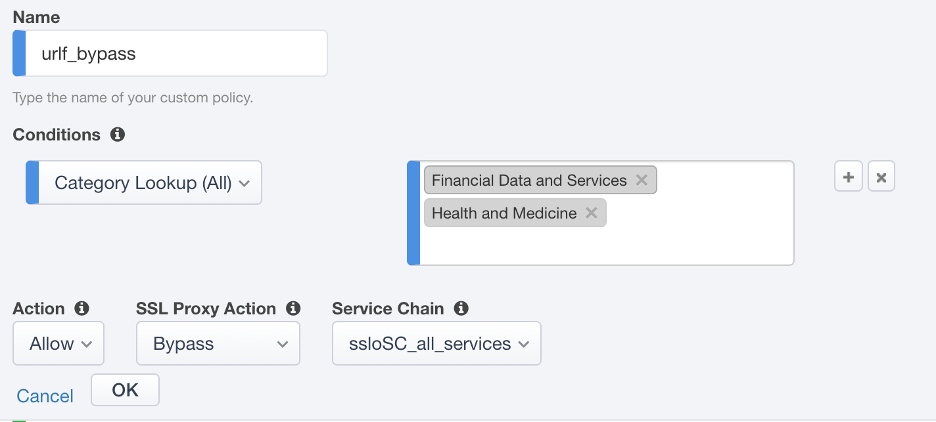 Name
urlf_bypass
Type the name of your custom policy.
Conditions
Category Lookup (All)
Financial Data and Services
Health and Medicine
Action SSL Proxy Action Service Chain
Allow Bypass ssloSC_all_services
Cancel OK